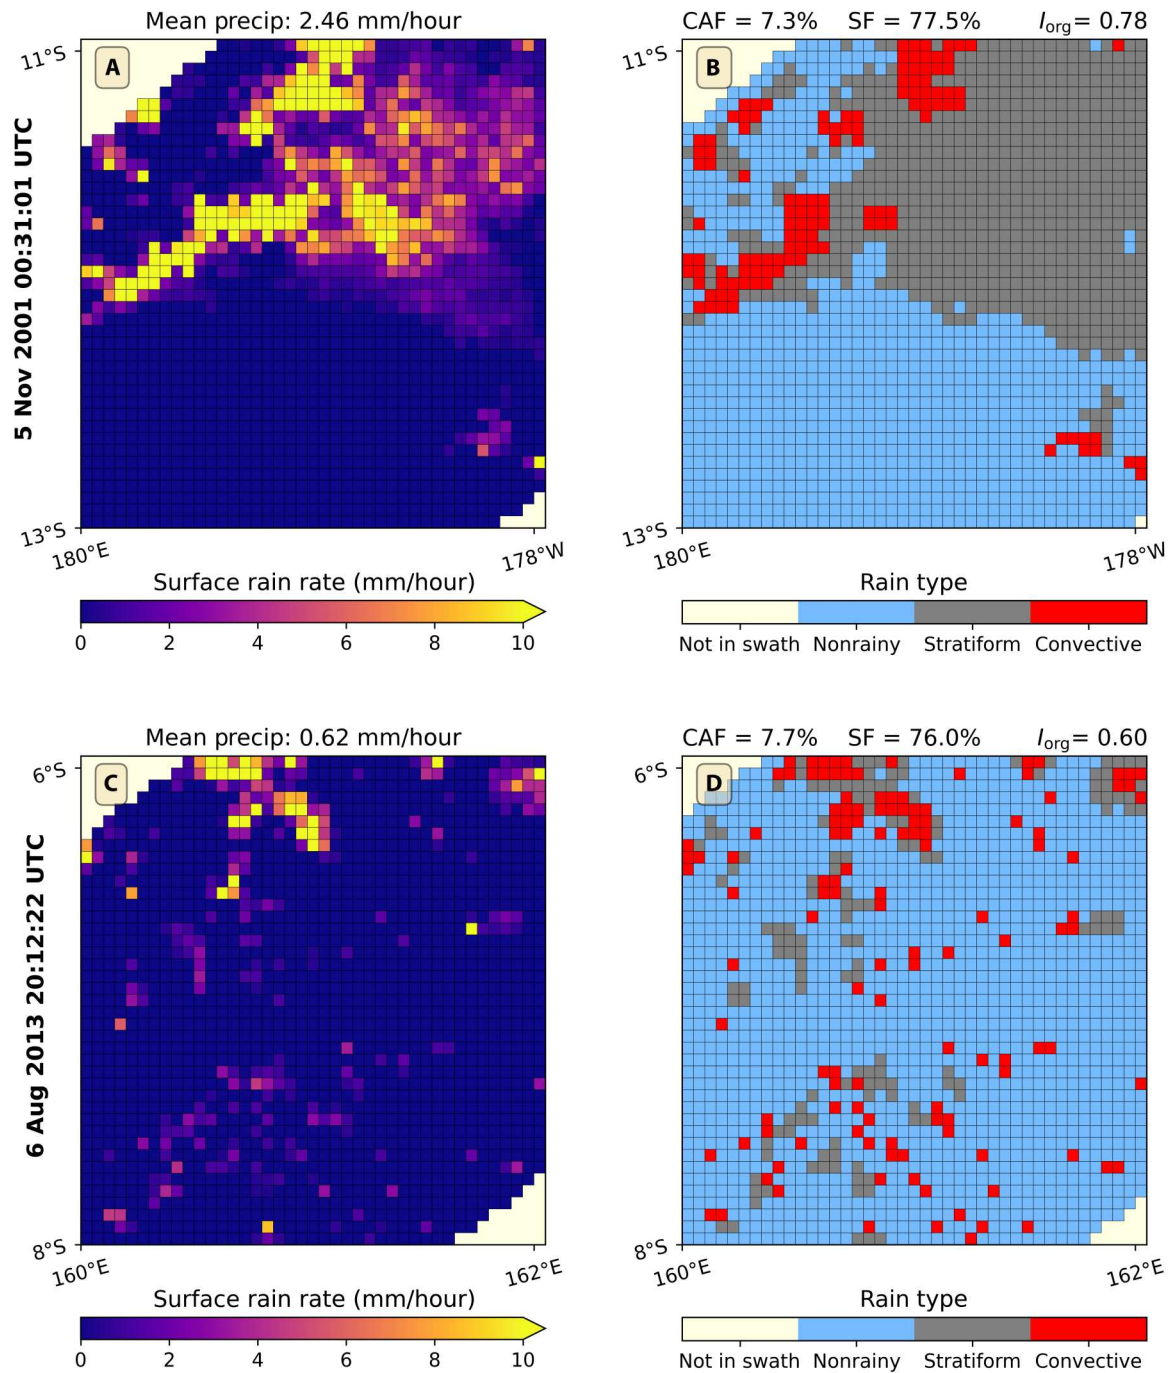 Mean precip: 2.46 mm/hour
CAF = 7.3% SF = 77.5% Iorg= 0.78
5 Nov 2001 00:31:01 UTC
A
B
11°S
11°S
13°S
13°S
180°E
178°W
180°E
178°W
Surface rain rate (mm/hour)
0 2 4 6 8 10
Rain type
Not in swath Nonrainy Stratiform Convective
Mean precip: 0.62 mm/hour
CAF = 7.7% SF = 76.0% Iorg= 0.60
6 Aug 2013 20:12:22 UTC
C
D
6°S
6°S
8°S
8°S
160°E
162°E
160°E
162°E
Surface rain rate (mm/hour)
0 2 4 6 8 10
Rain type
Not in swath Nonrainy Stratiform Convective